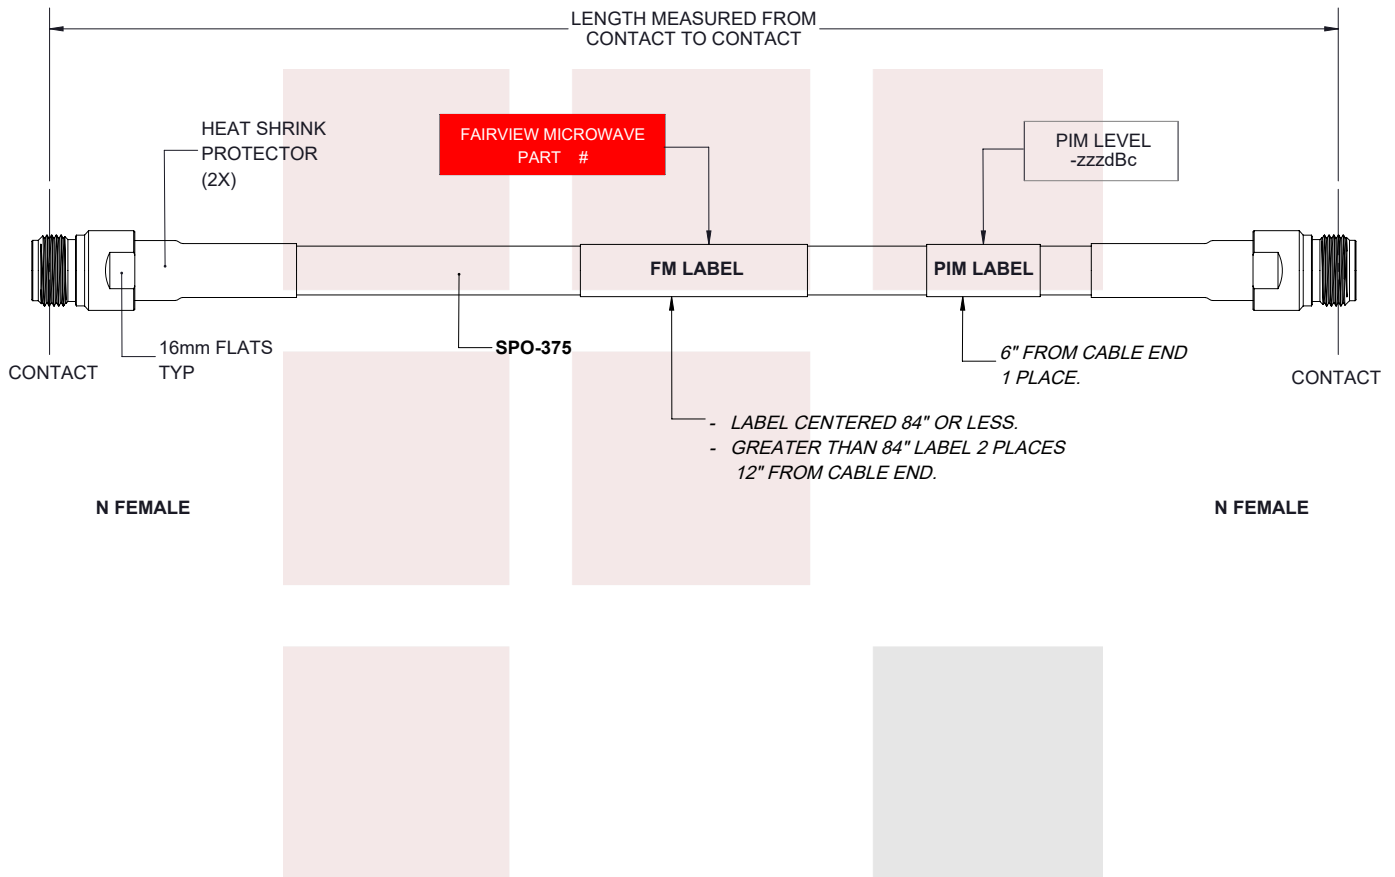 LENGTH MEASURED FROM
CONTACT TO CONTACT
HEAT SHRINK
PROTECTOR
(2X)
FAIRVIEW MICROWAVE
PART #
PIM LEVEL
-zzzdBc
FM LABEL
PIM LABEL
16mm FLATS
TYP
SPO-375
6" FROM CABLE END
1 PLACE.
CONTACT
CONTACT
- LABEL CENTERED 84" OR LESS.
- GREATER THAN 84" LABEL 2 PLACES
12" FROM CABLE END.
N FEMALE
N FEMALE